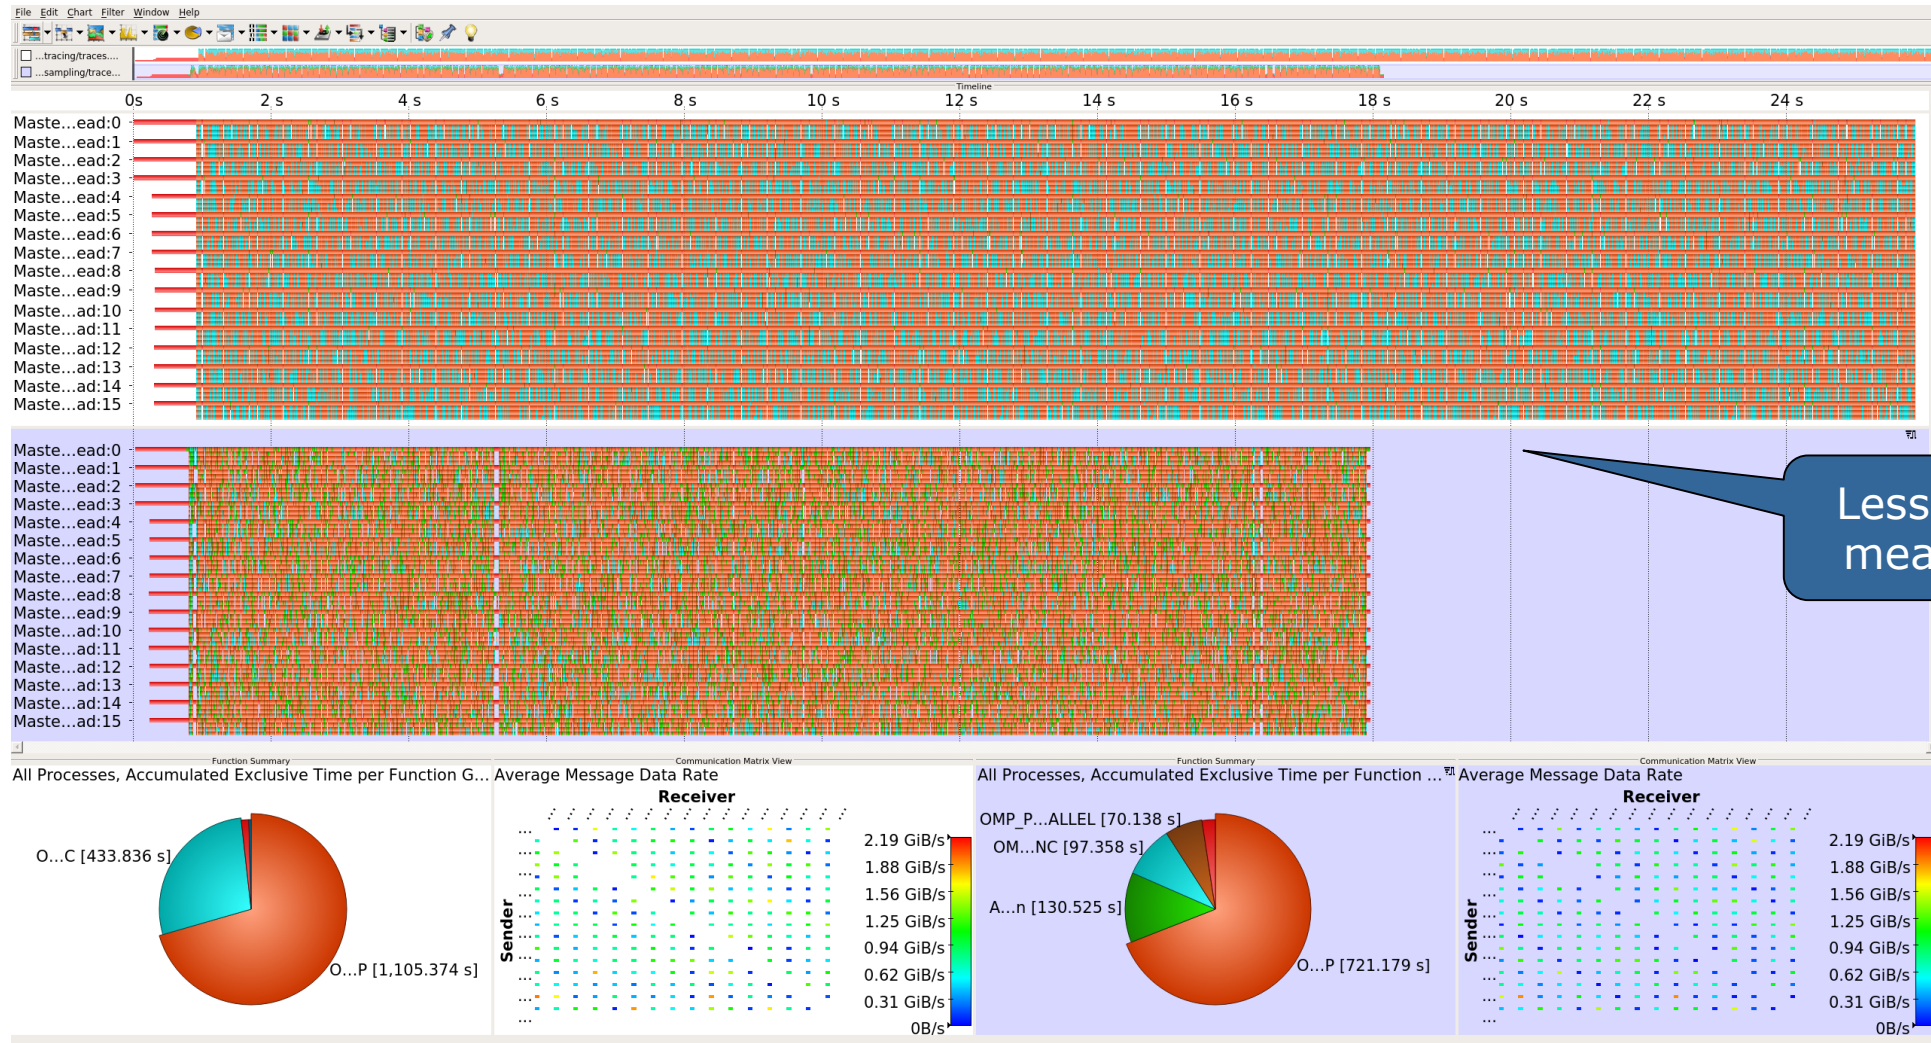 File Edit Chart Filter Window Help
...tracing/traces....
...sampling/trace...
Timeline
0s 2 s 4 s 6 s 8 s 10 s 12 s 14 s 16 s 18 s 20 s 22 s 24 s
Maste...ead:0
Maste...ead:1
Maste...ead:2
Maste...ead:3
Maste...ead:4
Maste...ead:5
Maste...ead:6
Maste...ead:7
Maste...ead:8
Maste...ead:9
Maste...ad:10
Maste...ad:11
Maste...ad:12
Maste...ad:13
Maste...ad:14
Maste...ad:15
Maste...ead:0
Maste...ead:1
Maste...ead:2
Maste...ead:3
Maste...ead:4
Maste...ead:5
Maste...ead:6
Maste...ead:7
Maste...ead:8
Maste...ead:9
Maste...ad:10
Maste...ad:11
Maste...ad:12
Maste...ad:13
Maste...ad:14
Maste...ad:15
Less
mea
Function Summary
All Processes, Accumulated Exclusive Time per Function G...
O...C [433.836 s]
O...P [1,105.374 s]
Communication Matrix View
Average Message Data Rate
Receiver
Sender
2.19 GiB/s
1.88 GiB/s
1.56 GiB/s
1.25 GiB/s
0.94 GiB/s
0.62 GiB/s
0.31 GiB/s
0B/s
Function Summary
All Processes, Accumulated Exclusive Time per Function ...
OMP_P...ALLEL [70.138 s]
OM...NC [97.358 s]
A...n [130.525 s]
O...P [721.179 s]
Communication Matrix View
Average Message Data Rate
Receiver
Sender
2.19 GiB/s
1.88 GiB/s
1.56 GiB/s
1.25 GiB/s
0.94 GiB/s
0.62 GiB/s
0.31 GiB/s
0B/s